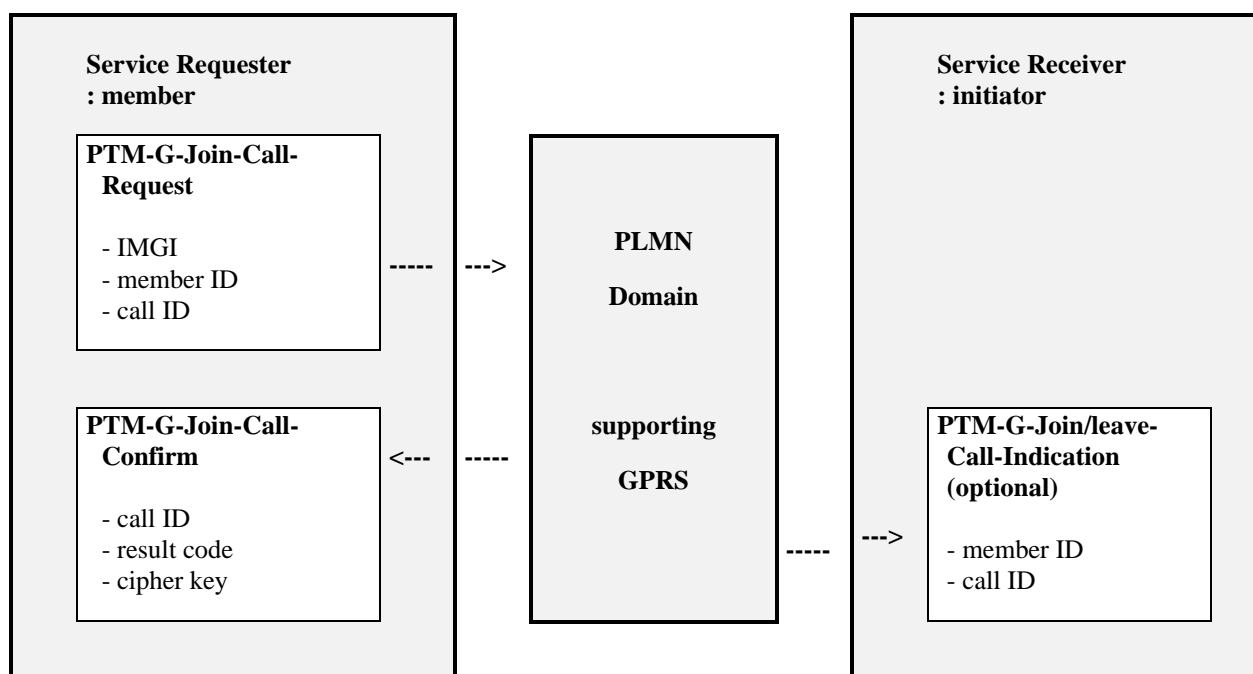 Service Requester
: member
PTM-G-Join-Call-
Request
- IMGI
- member ID
- call ID
----- --->
PTM-G-Join-Call-
Confirm
- call ID
- result code
- cipher key
<--- -----
PLMN
Domain
supporting
GPRS
----- --->
Service Receiver
: initiator
PTM-G-Join/leave-
Call-Indication
(optional)
- member ID
- call ID